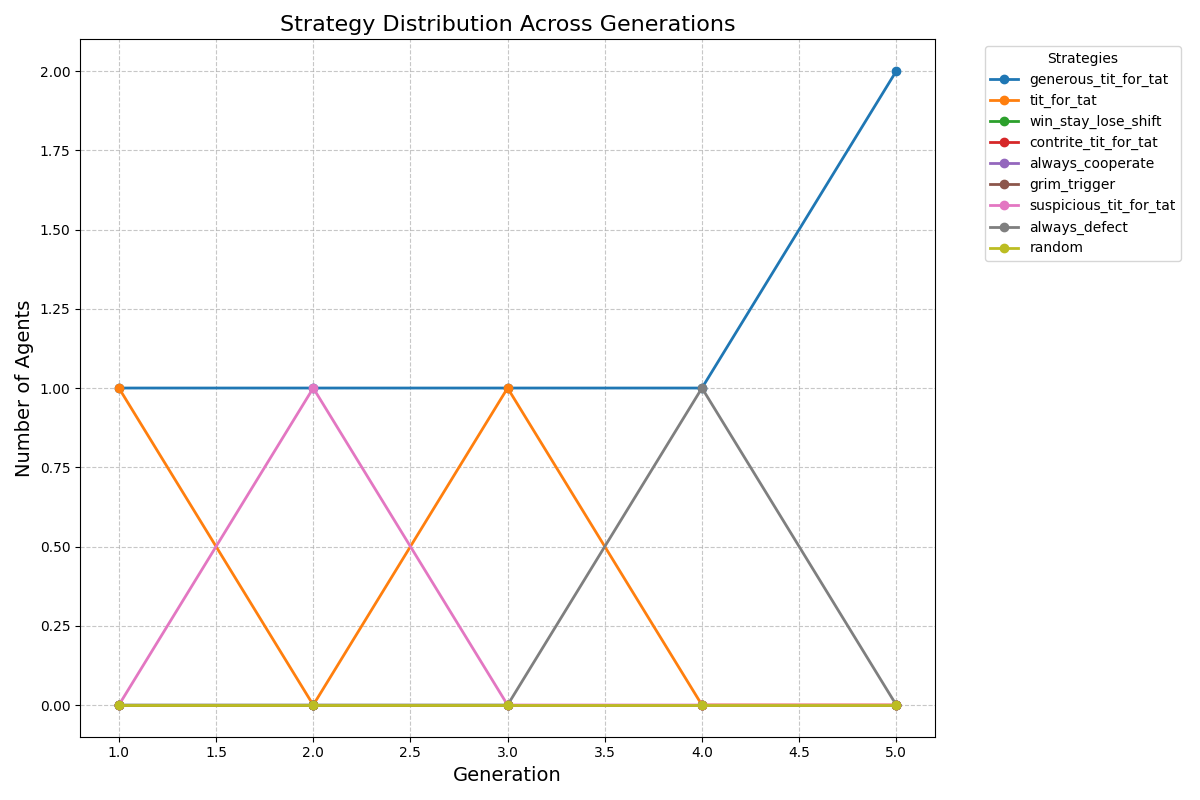 Strategy Distribution Across Generations
Number of Agents
2.00
1.75
1.50
1.25
1.00
0.75
0.50
0.25
0.00
1.0 1.5 2.0 2.5 3.0 3.5 4.0 4.5 5.0
Generation
Strategies
generous_tit_for_tat
tit_for_tat
win_stay_lose_shift
contrite_tit_for_tat
always_cooperate
grim_trigger
suspicious_tit_for_tat
always_defect
random